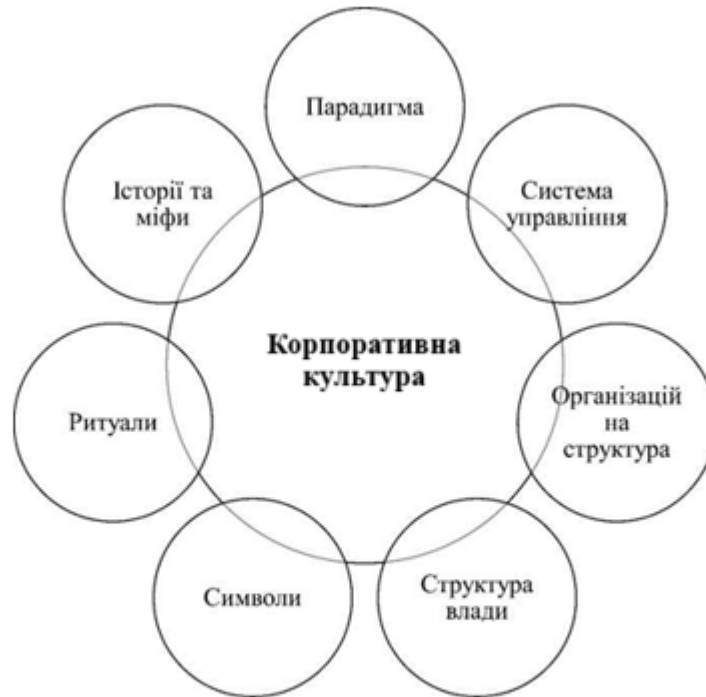 Парадигма
Історії та
міфи
Система
управління
Корпоративна
культура
Ритуали
Організацій
на
структура
Символи
Структура
влади